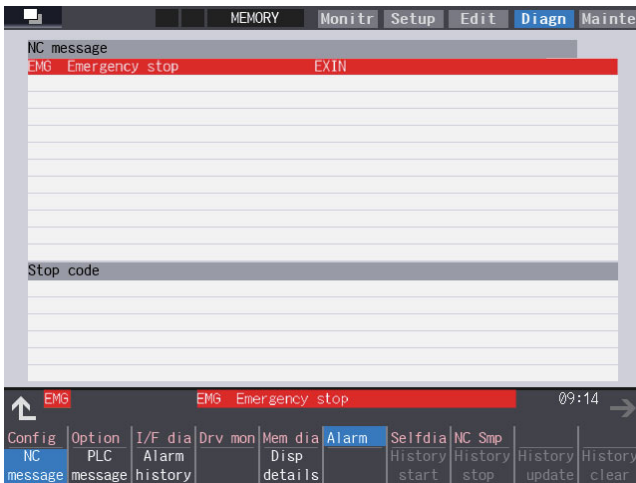 MEMORY Monitr Setup Edit Diagn Mainte
NC message
EMG Emergency stop EXIN
Stop code
EMG EMG Emergency stop 09:14
Config Option I/F dia Drv mon Mem dia Alarm Selfdia NC Smp
NC PLC Alarm Disp History History History History
message message history details start stop update clear